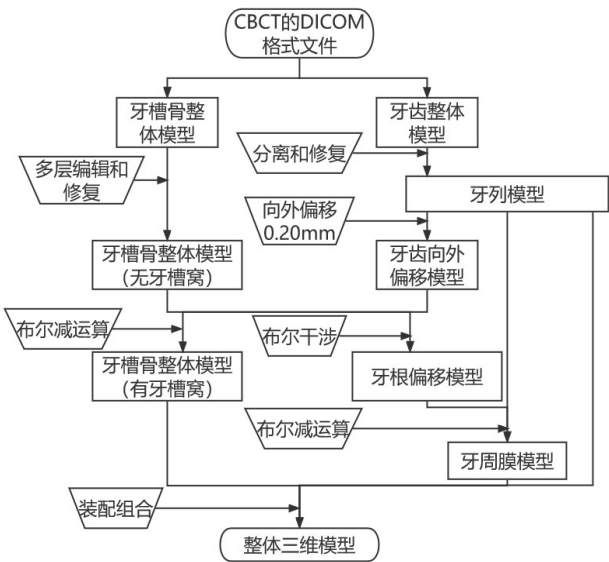 CBCT的DICOM
格式文件
牙槽骨整
体模型
牙齿整体
模型
多层编辑和
修复
分离和修复
牙列模型
向外偏移
0.20mm
牙槽骨整体模型
(无牙槽窝)
牙齿向外
偏移模型
布尔减运算
布尔干涉
牙槽骨整体模型
(有牙槽窝)
牙根偏移模型
布尔减运算
牙周膜模型
装配组合
整体三维模型